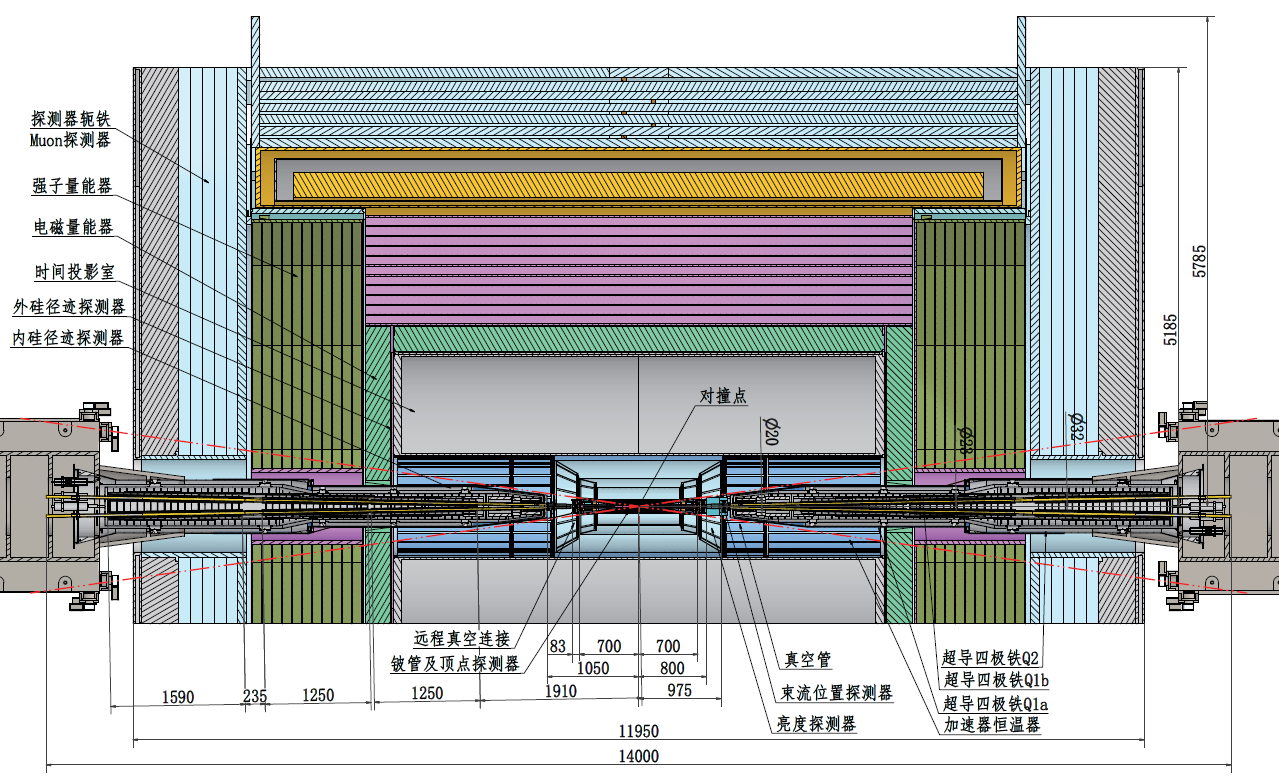 探测器轭铁
Muon探测器
强子量能器
电磁量能器
时间投影室
外硅径迹探测器
内硅径迹探测器
对撞点
Ø20
Ø28
Ø32
5185
5785
远程真空连接
铍管及顶点探测器
83
700
700
1050
800
1590
235
1250
1250
1910
975
真空管
束流位置探测器
亮度探测器
超导四极铁Q2
超导四极铁Q1b
超导四极铁Q1a
加速器恒温器
11950
14000